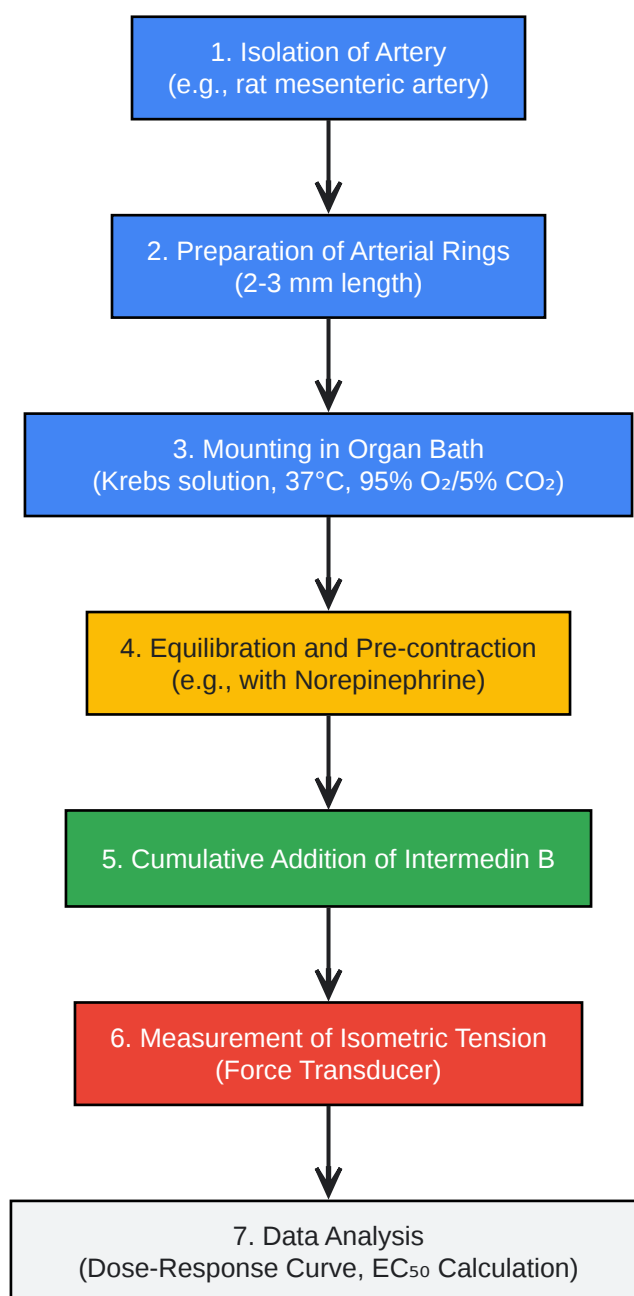 1. Isolation of Artery
(e.g., rat mesenteric artery)
2. Preparation of Arterial Rings
(2-3 mm length)
3. Mounting in Organ Bath
(Krebs solution, 37°C, 95% O₂/5% CO₂)
4. Equilibration and Pre-contraction
(e.g., with Norepinephrine)
5. Cumulative Addition of Intermedin B
6. Measurement of Isometric Tension
(Force Transducer)
7. Data Analysis
(Dose-Response Curve, EC₅₀ Calculation)